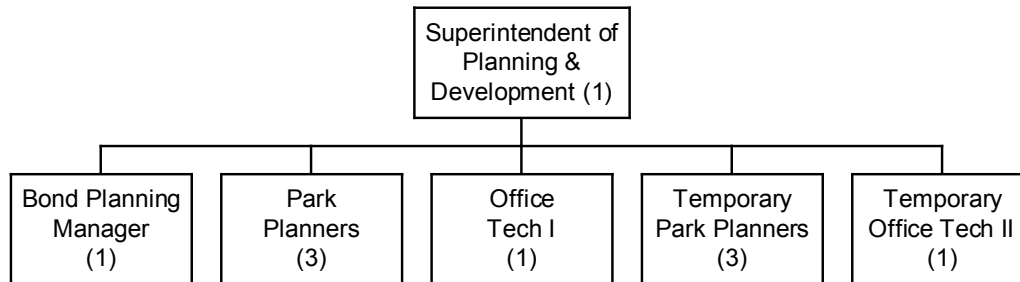 Superintendent of
Planning &
Development (1)
Bond Planning
Manager
(1)
Park
Planners
(3)
Office
Tech I
(1)
Temporary
Park Planners
(3)
Temporary
Office Tech II
(1)